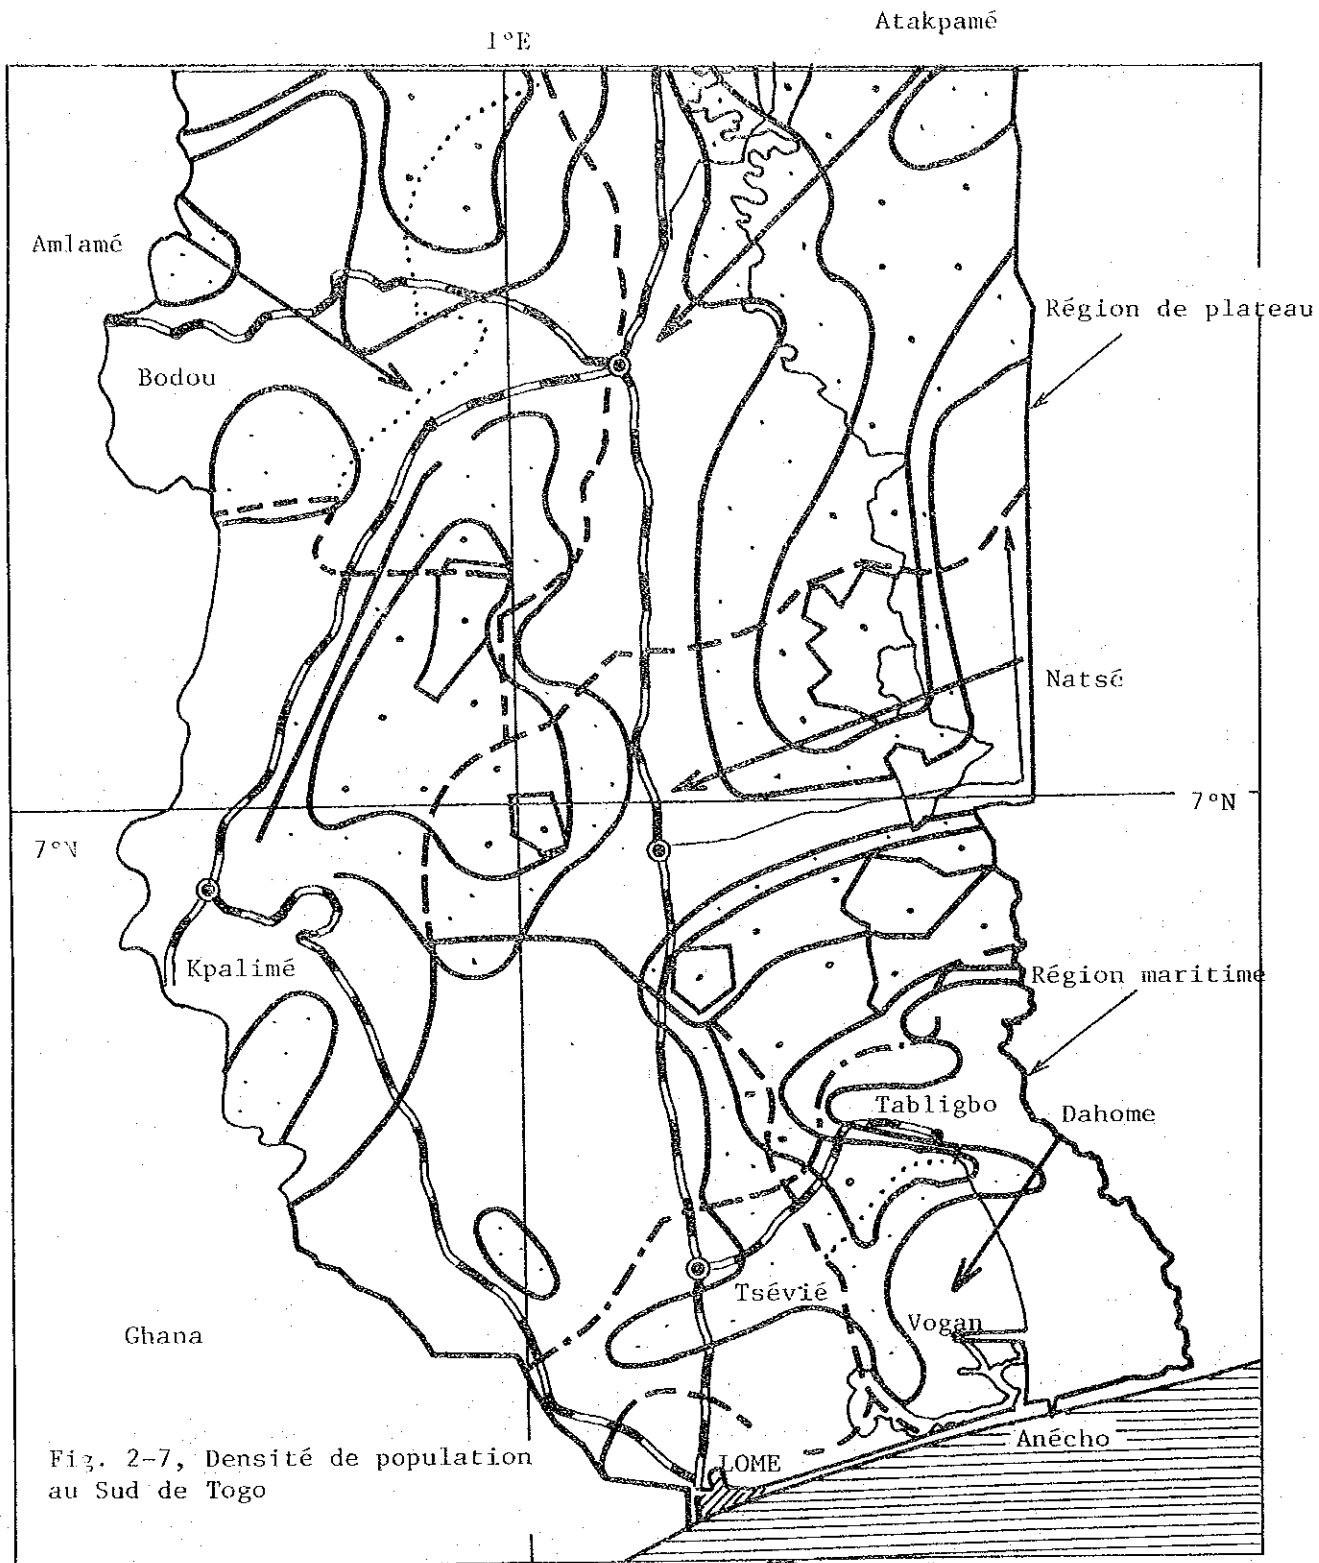 Atakpamé
1°E
Amlamé
Région de plateau
Bodou
Natsé
7°N
7°N
Kpalimé
Région maritime
Tabligbo
Dahome
Tsévié
Vogan
Ghana
Anécho
LOME
Fig. 2-7, Densité de population
au Sud de Togo